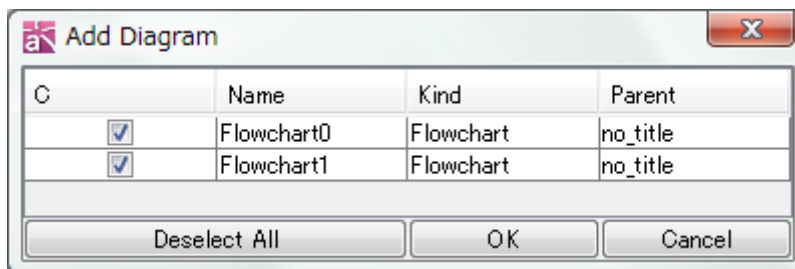 Add Diagram
C Name Kind Parent
Flowchart0 Flowchart no_title
Flowchart1 Flowchart no_title
Deselect All OK Cancel